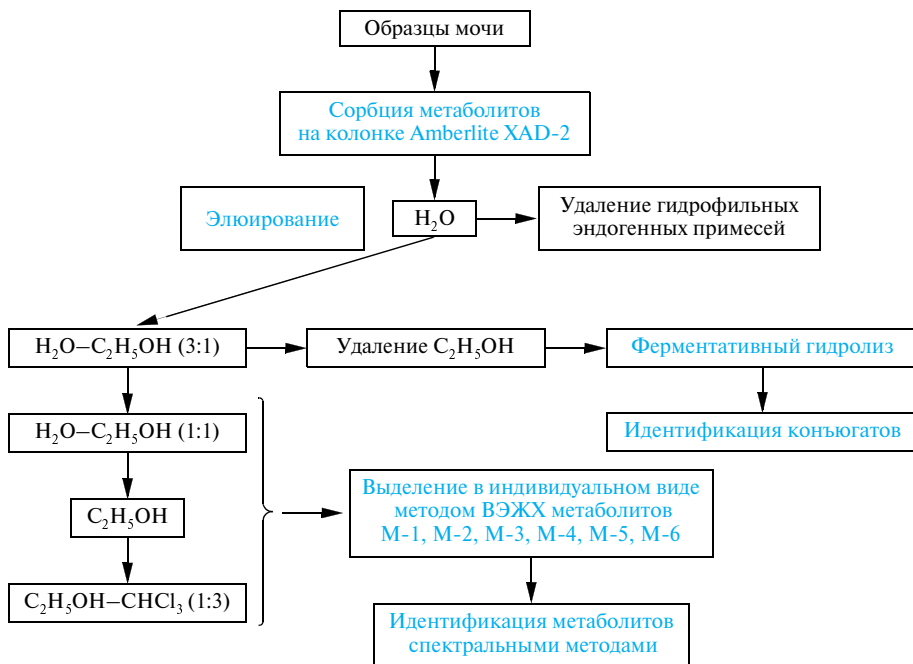 Образцы мочи
Сорбция метаболитов
на колонке Amberlite XAD-2
Элюирование
H₂O
Удаление гидрофильных
эндогенных примесей
H₂O–C₂H₅OH (3:1)
Удаление C₂H₅OH
Ферментативный гидролиз
H₂O–C₂H₅OH (1:1)
Идентификация конъюгатов
C₂H₅OH
Выделение в индивидуальном виде
методом ВЭЖХ метаболитов
М-1, М-2, М-3, М-4, М-5, М-6
C₂H₅OH–CHCl₃ (1:3)
Идентификация метаболитов
спектральными методами